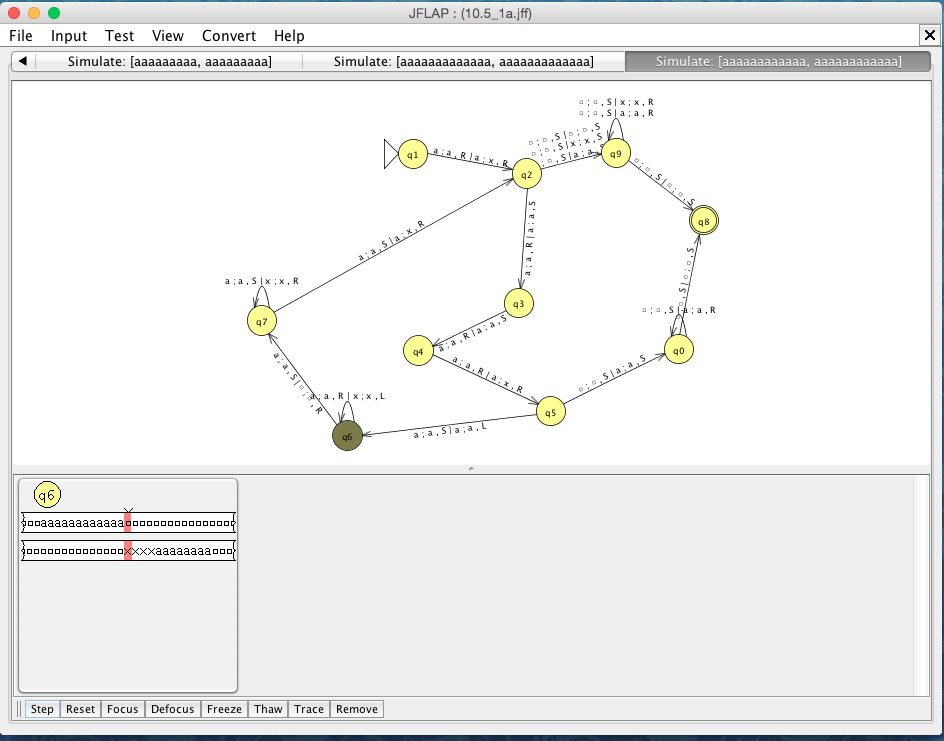 JFLAP : (10.5_1a.jff)
File Input Test View Convert Help
Simulate: [aaaaaaaaa, aaaaaaaaa] Simulate: [aaaaaaaaaaaaa, aaaaaaaaaaaaa] Simulate: [aaaaaaaaaaaa, aaaaaaaaaaaa]
□;□,S|x;x,R
□;□,S|a;a,R
□;□,S|□;□,S
□;□,S|x;x,S
q1
a;a,R|a;x,R
q2
q9
□;□,S|□;□,S
q8
a;a,S|a;x,R
a;a,R|a;a,S
a;a,S|x;x,R
q7
q3
□;□,S|a;a,R
a;a,R|a;a,S
q4
q0
a;a,R|a;x,R
□;□,S|a;a,S
a;a,S|□;□,R
a;a,R|x;x,L
q5
q6
a;a,S|a;a,L
q6
□□aaaaaaaaaaaa□□□□□□□□□□□□□□□
□□□□□□□□□□□□□□xxxxaaaaaaaa□□□
Step Reset Focus Defocus Freeze Thaw Trace Remove